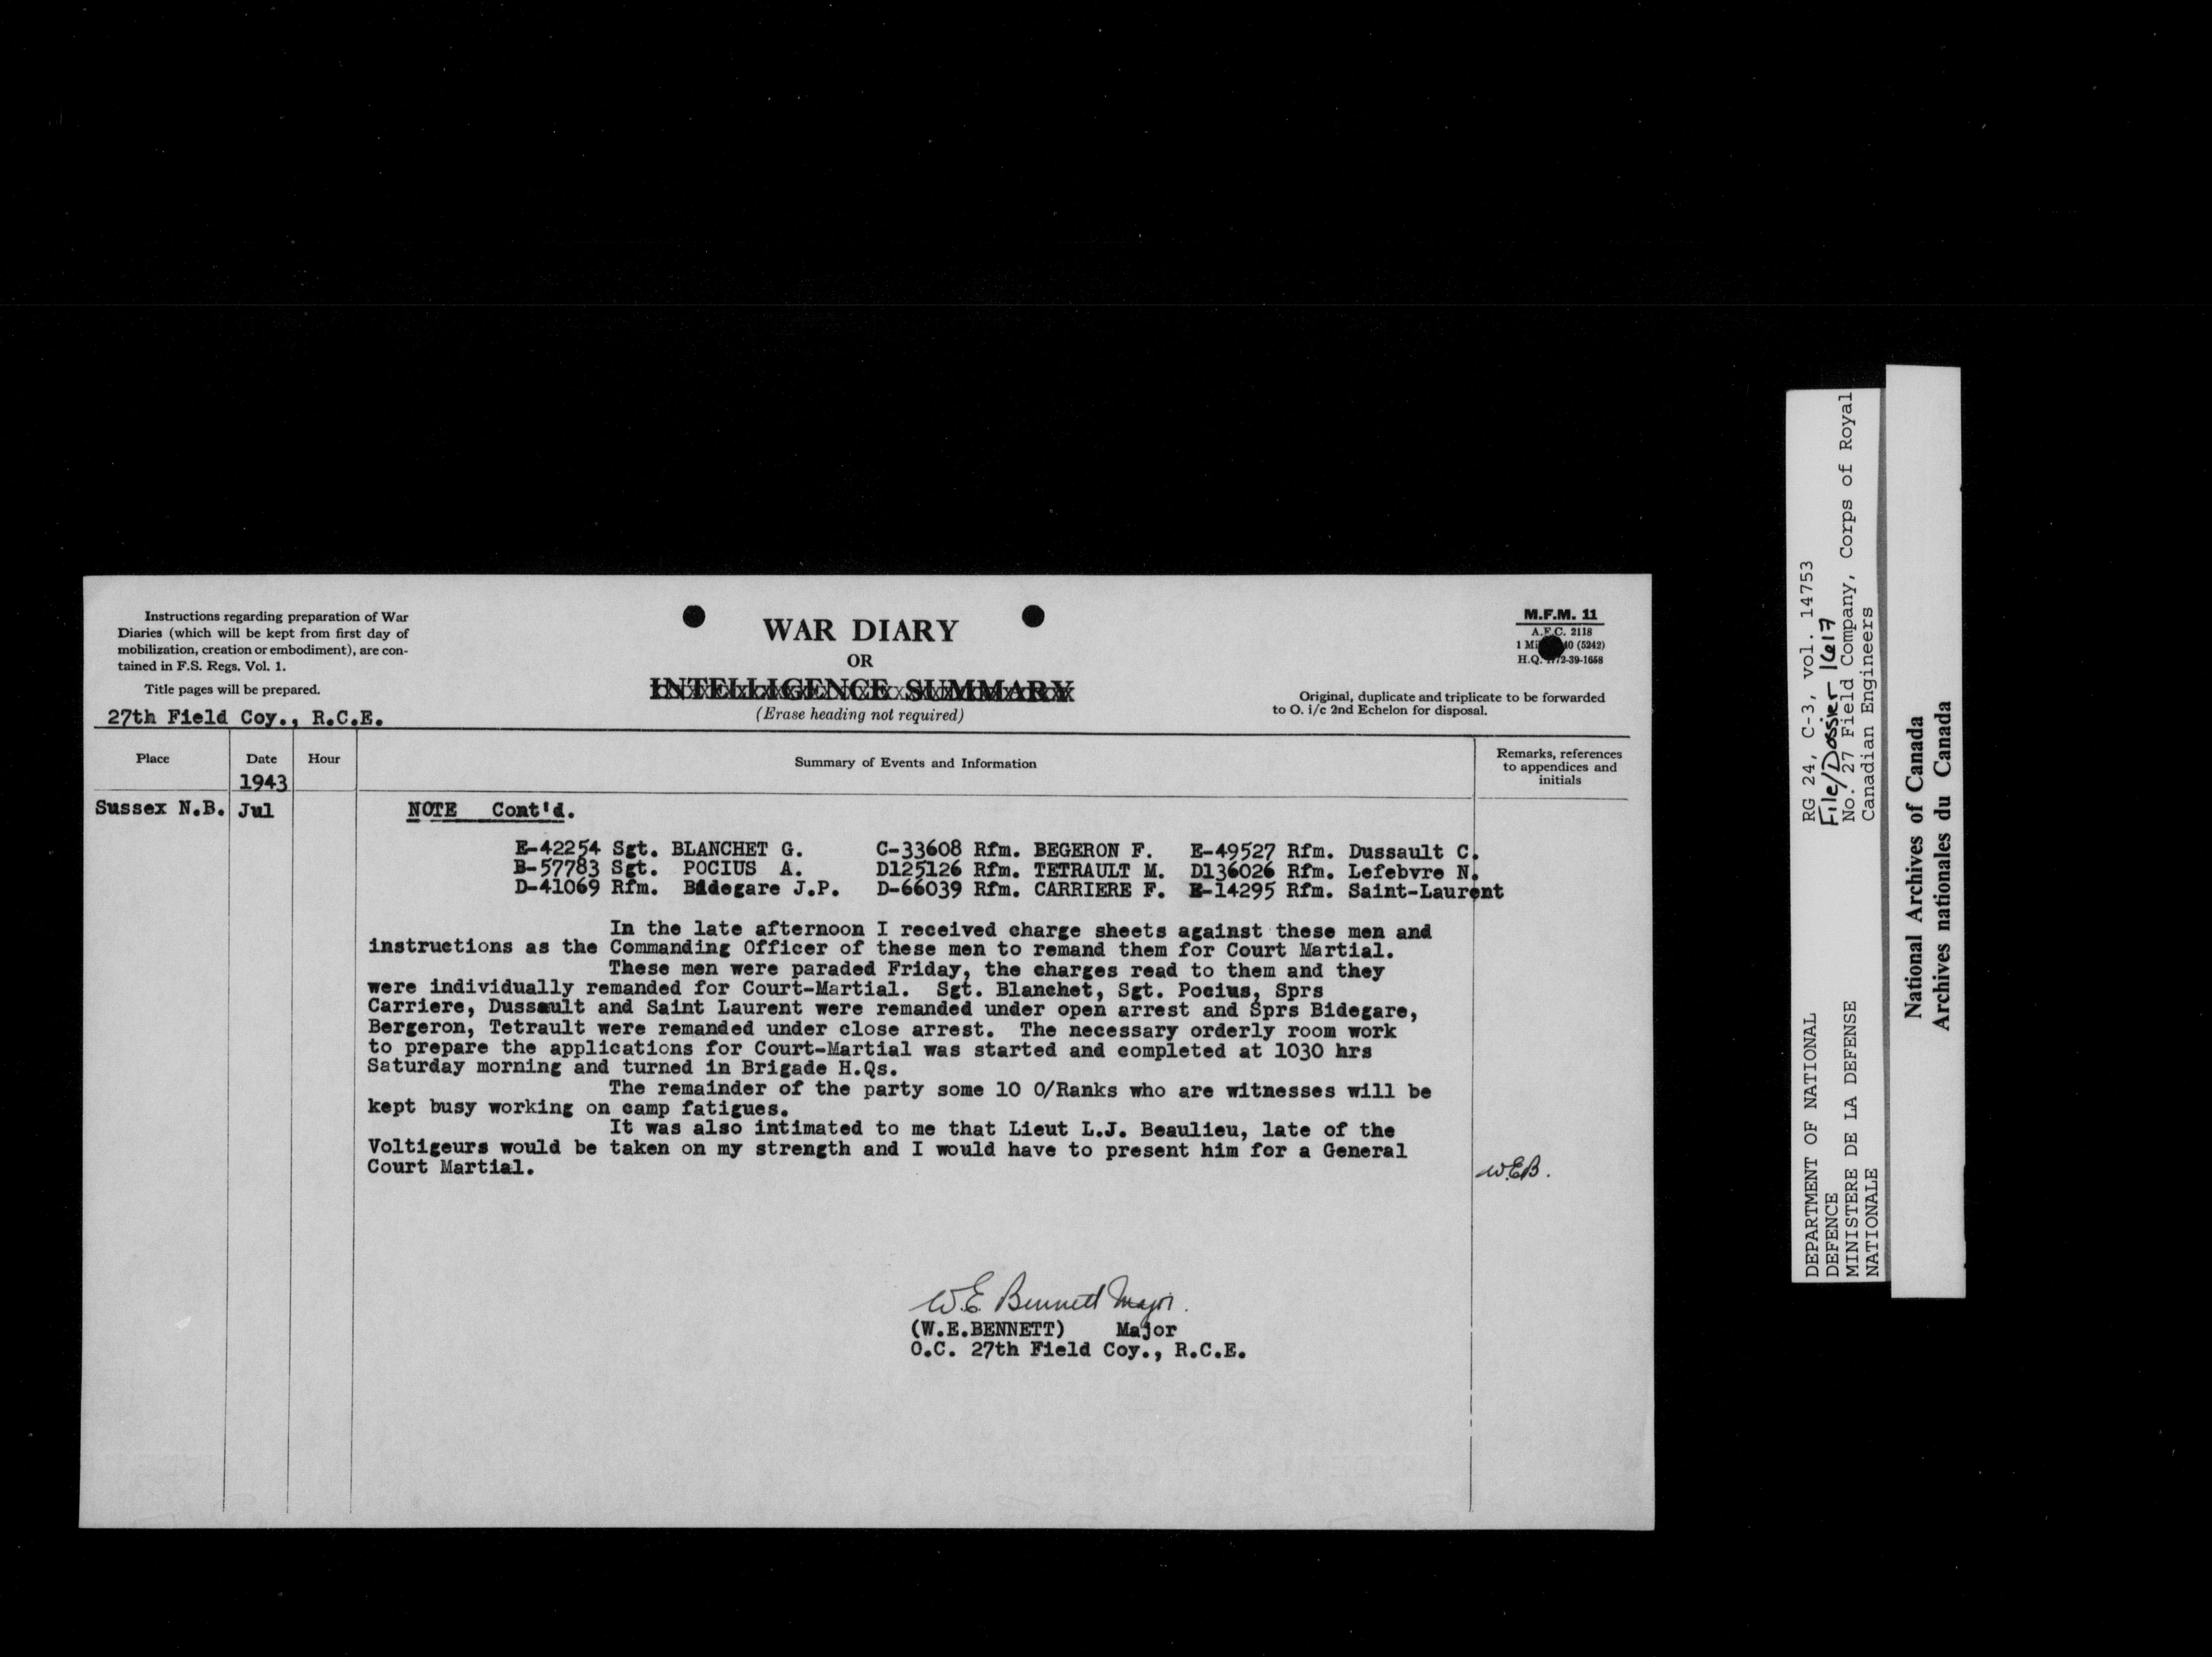 Instructions regarding preparation of War
Diaries (which will be kept from first day of
mobilization, creation or embodiment), are con-
tained in F.S. Regs. Vol. 1.
Title pages will be prepared.
27th Field Coy., R.C.E.
WAR DIARY
OR
INTELLIGENCE SUMMARY
(Erase heading not required)
M.F.M. 11
A.F.C. 2118
(5242)
H.Q. 1772-39-1658
Original, duplicate and triplicate to be forwarded
to O. i/c 2nd Echelon for disposal.
Place Date Hour Summary of Events and Information Remarks, references
to appendices and
initials
1943
Sussex N.B. Jul NOTE Cont'd.
E-42254 Sgt. BLANCHET G. C-33608 Rfm. BEGERON F. E-49527 Rfm. Dussault C.
B-57783 Sgt. POCIUS A. D125126 Rfm. TETRAULT M. D136026 Rfm. Lefebvre N.
D-41069 Rfm. Bidegare J.P. D-66039 Rfm. CARRIERE F. E-14295 Rfm. Saint-Laurent
In the late afternoon I received charge sheets against these men and
instructions as the Commanding Officer of these men to remand them for Court Martial.
These men were paraded Friday, the charges read to them and they
were individually remanded for Court-Martial. Sgt. Blanchet, Sgt. Pocius, Sprs
Carriere, Dussault and Saint Laurent were remanded under open arrest and Sprs Bidegare,
Bergeron, Tetrault were remanded under close arrest. The necessary orderly room work
to prepare the applications for Court-Martial was started and completed at 1030 hrs
Saturday morning and turned in Brigade H.Qs.
The remainder of the party some 10 O/Ranks who are witnesses will be
kept busy working on camp fatigues.
It was also intimated to me that Lieut L.J. Beaulieu, late of the
Voltigeurs would be taken on my strength and I would have to present him for a General
Court Martial.
W.E.B.
W.E. Bennett Major.
(W.E.BENNETT) Major
O.C. 27th Field Coy., R.C.E.
DEPARTMENT OF NATIONAL
DEFENCE
MINISTERE DE LA DEFENSE
NATIONALE
RG 24, C-3, vol. 14753
File/Dossier 1617
No. 27 Field Company, Corps of Royal
Canadian Engineers
National Archives of Canada
Archives nationales du Canada